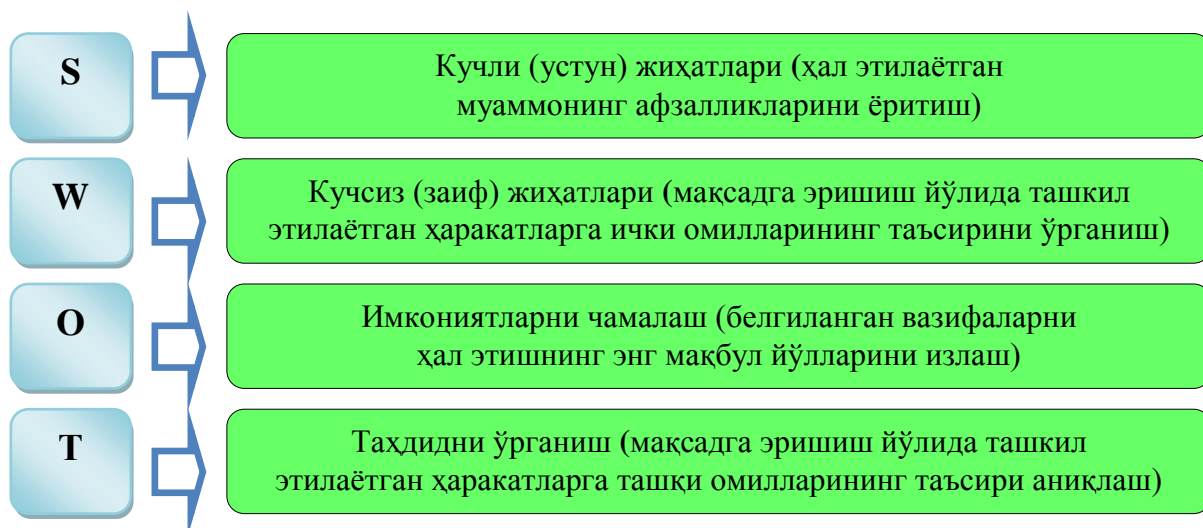 S
Кучли (устун) жиҳатлари (ҳал этилаётган
муаммонинг афзалликларини ёритиш)
W
Кучсиз (заиф) жиҳатлари (мақсадга эришиш йўлида ташкил
этилаётган ҳаракатларга ички омилларининг таъсирини ўрганиш)
O
Имкониятларни чамалаш (белгиланган вазифаларни
ҳал этишнинг энг мақбул йўлларини излаш)
T
Таҳдидни ўрганиш (мақсадга эришиш йўлида ташкил
этилаётган ҳаракатларга ташқи омилларининг таъсири аниқлаш)